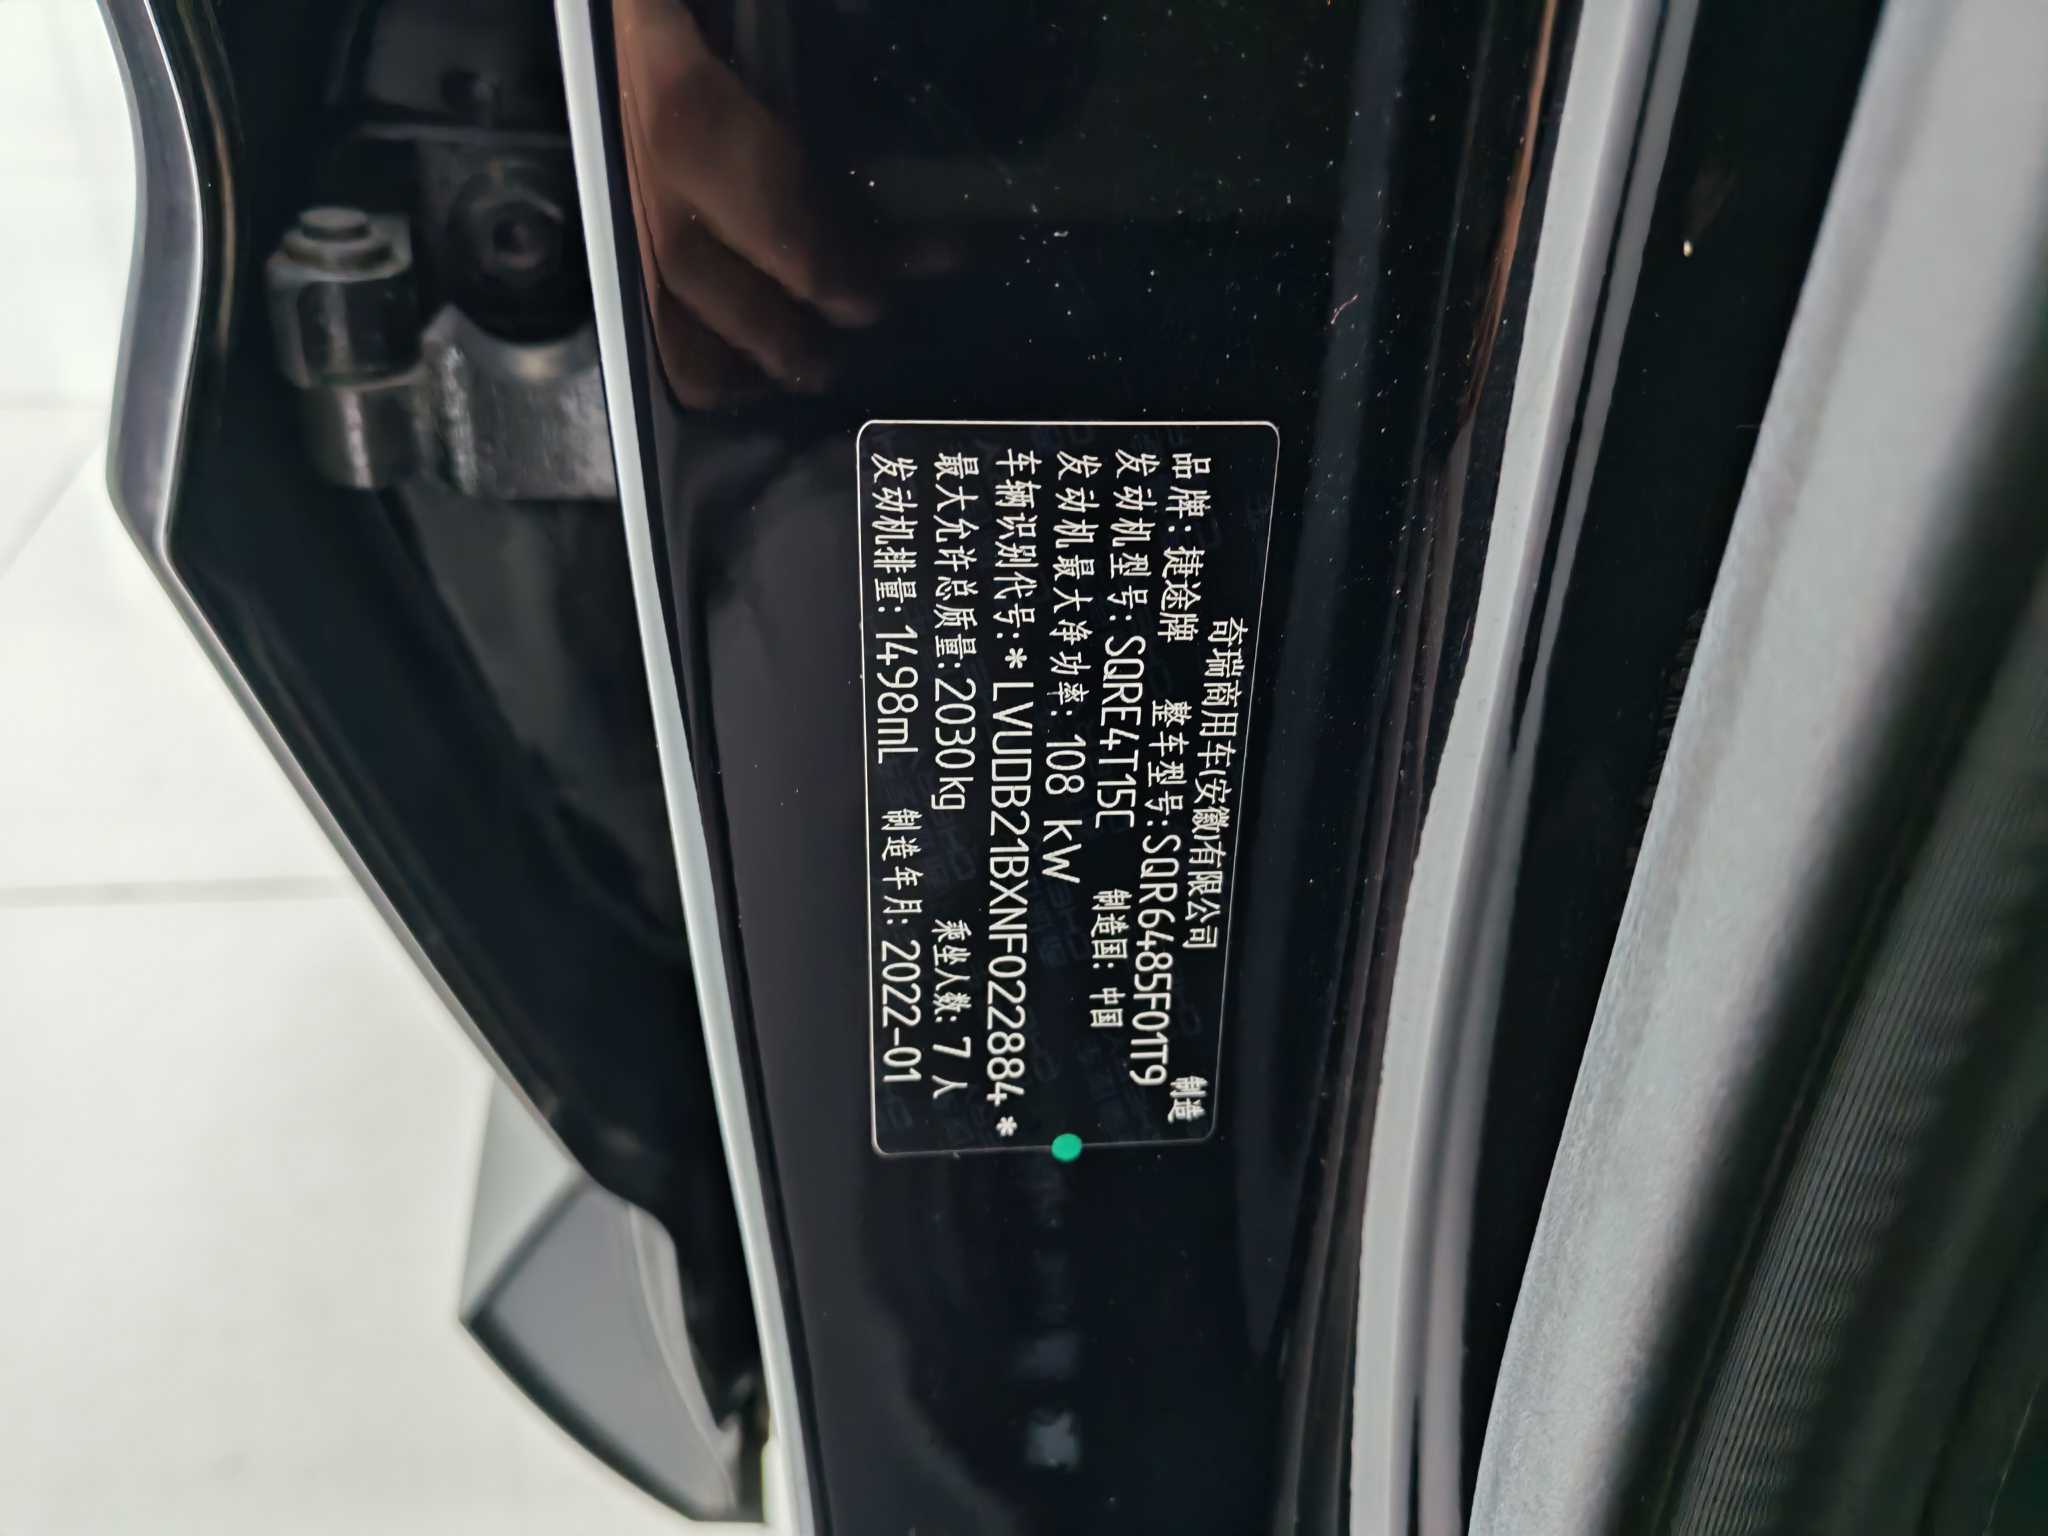 奇瑞商用车(安徽)有限公司 制造
品牌：捷途牌 整车型号：SQR6485F01T9
发动机型号：SQRE4T15C 制造国：中国
发动机最大净功率：108 kW
车辆识别代号：*LVUDB21BXNF022884*
最大允许总质量：2030kg 乘坐人数：7 人
发动机排量：1498mL 制造年月：2022-01